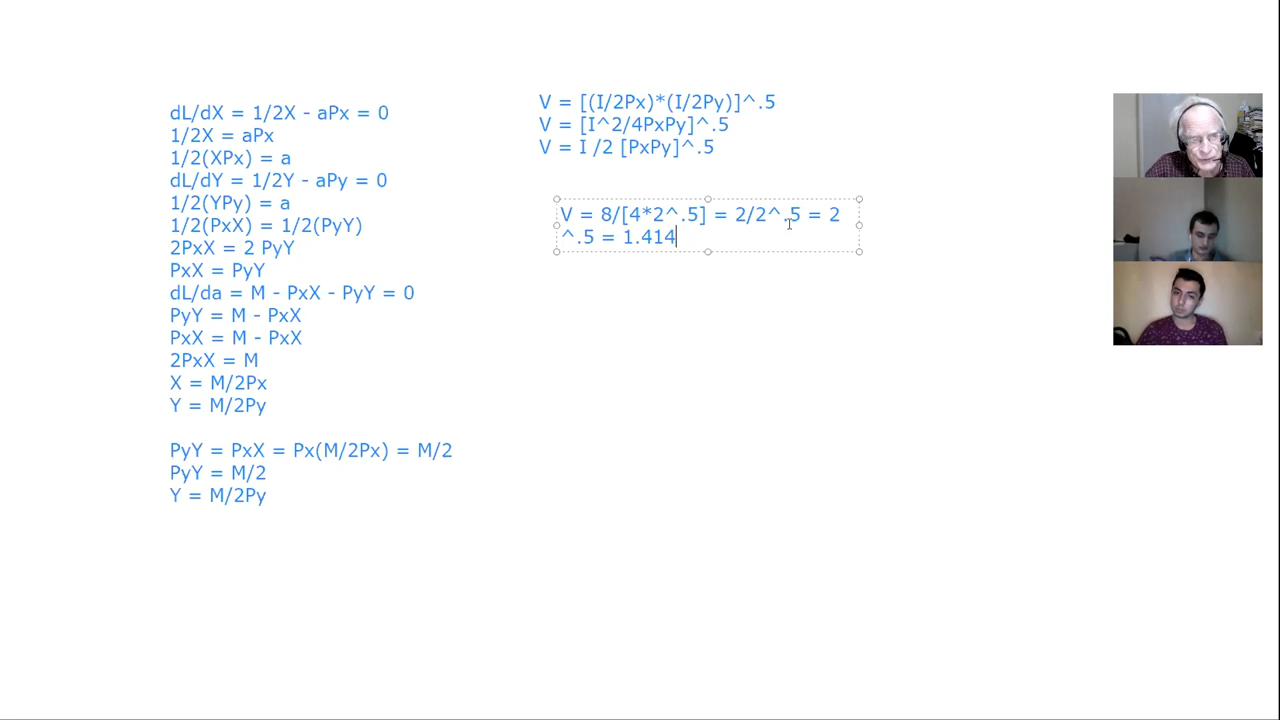 dL/dX = 1/2X - aPx = 0
1/2X = aPx
1/2(XPx) = a
dL/dY = 1/2Y - aPy = 0
1/2(YPy) = a
1/2(PxX) = 1/2(PyY)
2PxX = 2 PyY
PxX = PyY
dL/da = M - PxX - PyY = 0
PyY = M - PxX
PxX = M - PxX
2PxX = M
X = M/2Px
Y = M/2Py
PyY = PxX = Px(M/2Px) = M/2
PyY = M/2
Y = M/2Py
V = [(I/2Px)*(I/2Py)]^.5
V = [I^2/4PxPy]^.5
V = I /2 [PxPy]^.5
V = 8/[4*2^.5] = 2/2^.5 = 2
^.5 = 1.414